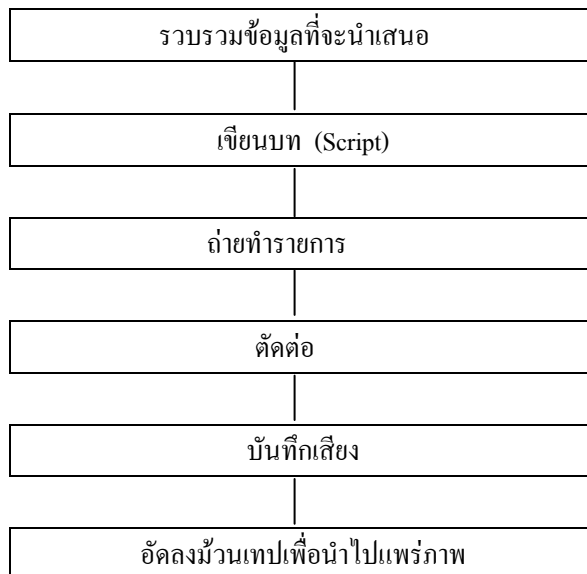 รวบรวมข้อมูลที่จะนำเสนอ
เขียนบท (Script)
ถ่ายทำรายการ
ตัดต่อ
บันทึกเสียง
อัดลงม้วนเทปเพื่อนำไปแพร่ภาพ